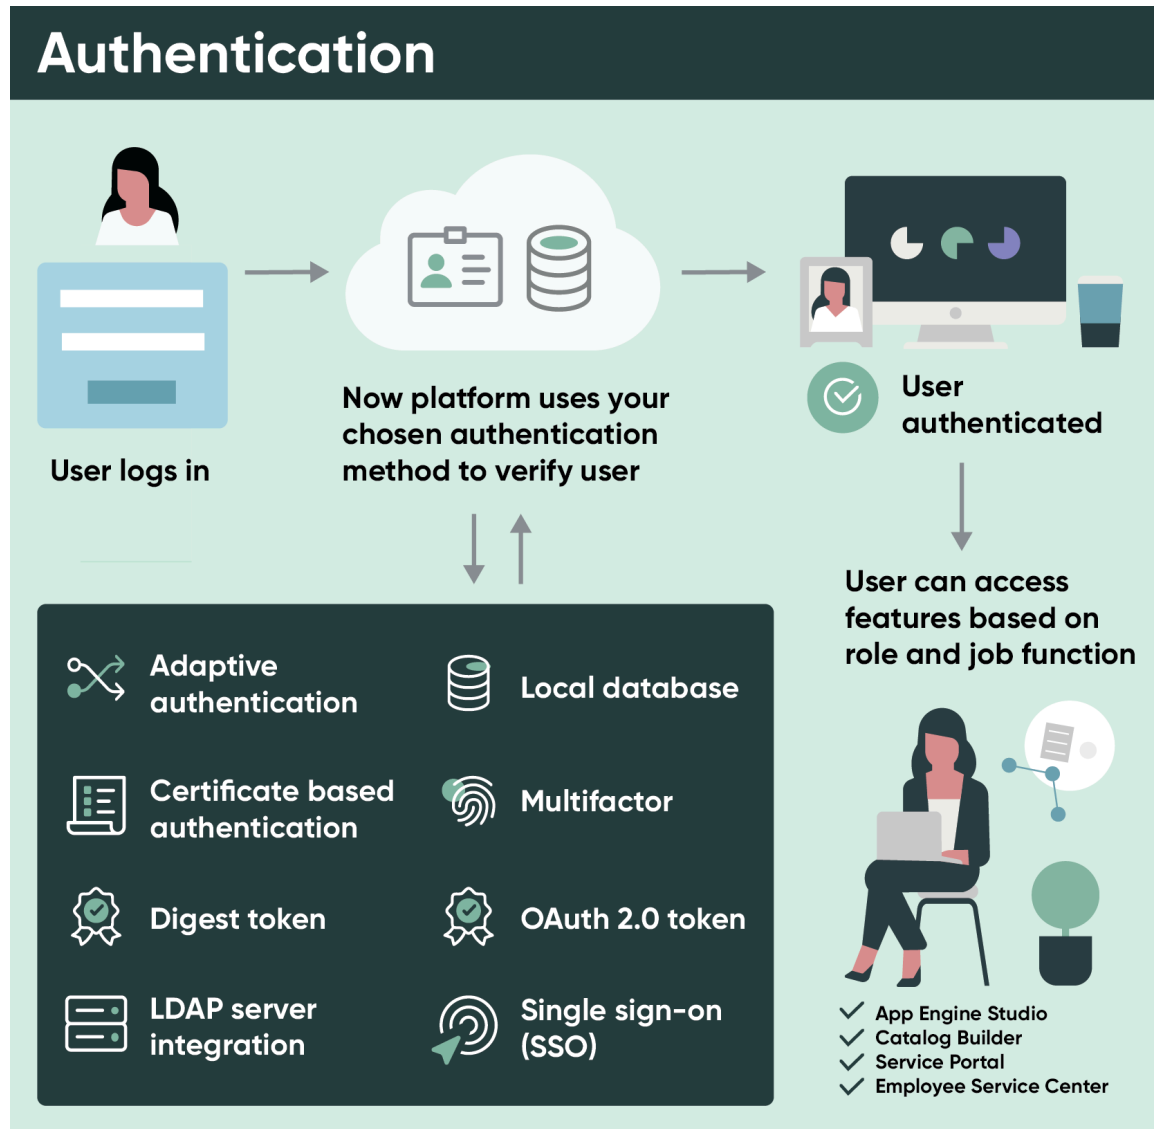 Authentication
User logs in
Now platform uses your
chosen authentication
method to verify user
User
authenticated
User can access
features based on
role and job function
Adaptive
authentication
Local database
Certificate based
authentication
Multifactor
Digest token
OAuth 2.0 token
LDAP server
integration
Single sign-on
(SSO)
App Engine Studio
Catalog Builder
Service Portal
Employee Service Center